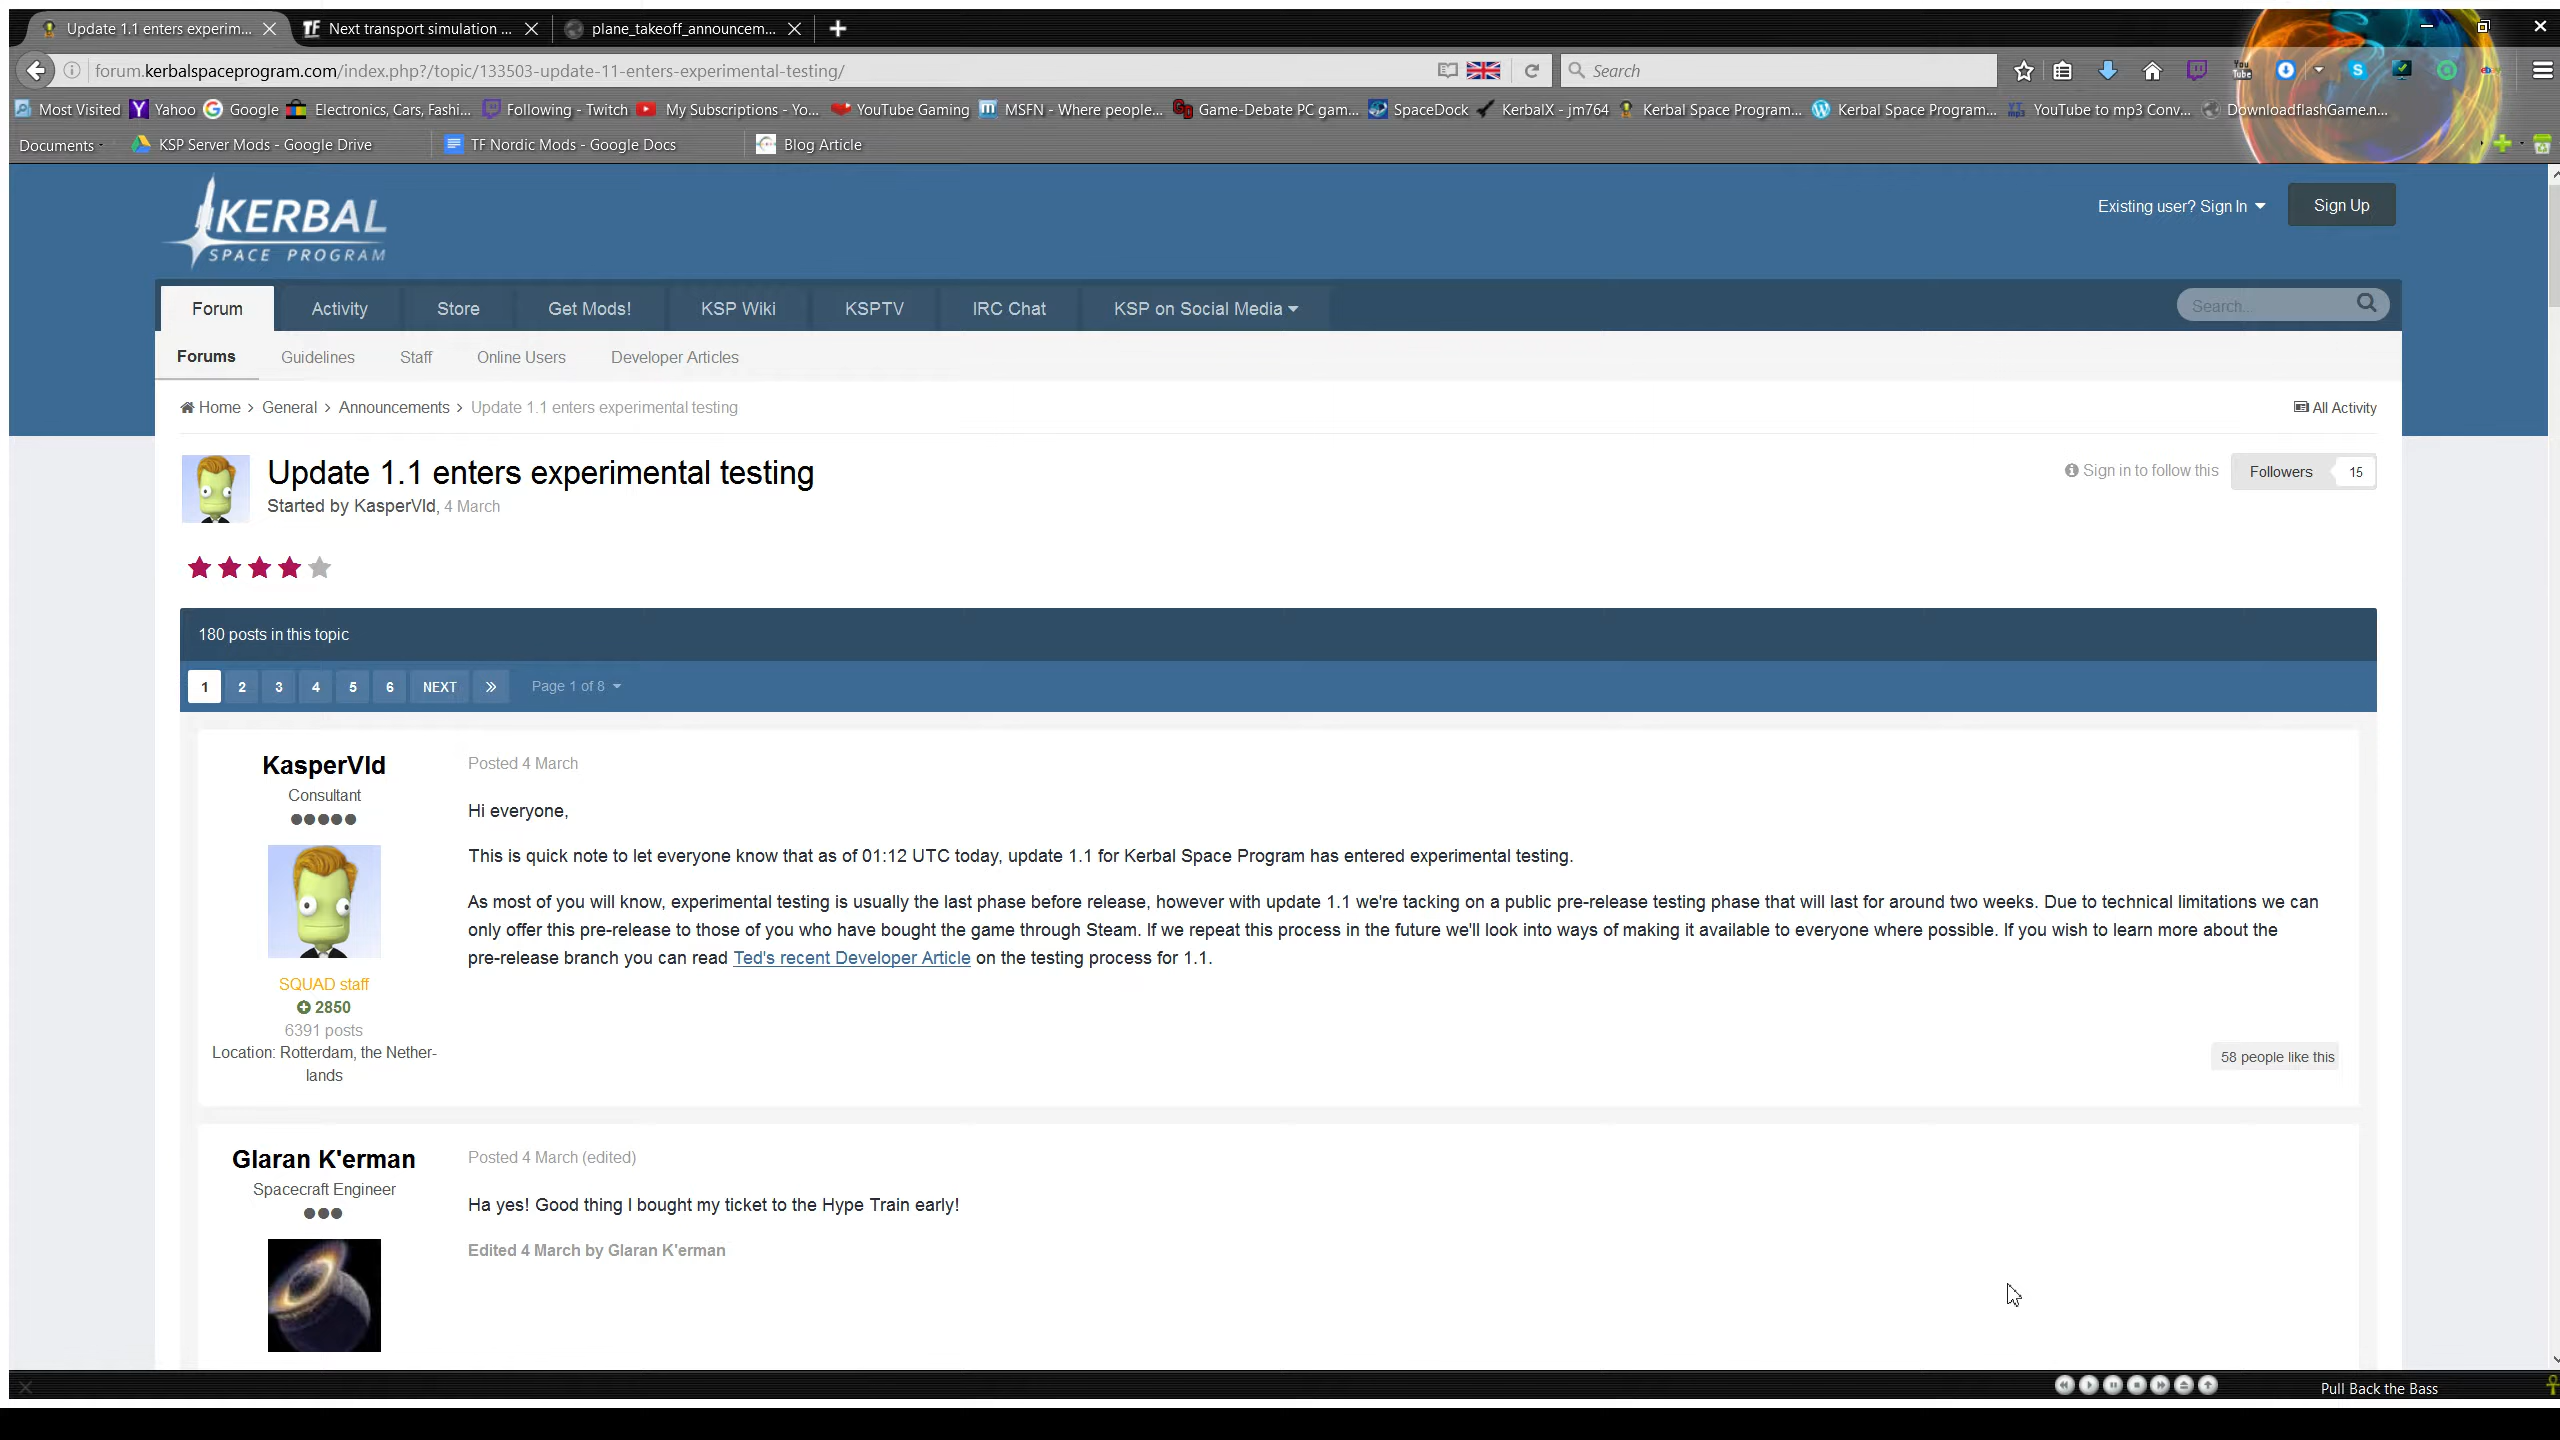 Update 1.1 enters experim...
TF Next transport simulation ...
plane_takeoff_announcem...
forum.kerbalspaceprogram.com/index.php?/topic/133503-update-11-enters-experimental-testing/
Search
Most Visited Yahoo Google Electronics, Cars, Fashi... Following - Twitch My Subscriptions - Yo... YouTube Gaming MSFN - Where people... Game-Debate PC gam... SpaceDock KerbalX - jm764 Kerbal Space Program... Kerbal Space Program... YouTube to mp3 Conv... DownloadflashGame.n...
Documents KSP Server Mods - Google Drive TF Nordic Mods - Google Docs Blog Article
KERBAL
SPACE PROGRAM
Existing user? Sign In
Sign Up
Forum Activity Store Get Mods! KSP Wiki KSPTV IRC Chat KSP on Social Media
Search...
Forums Guidelines Staff Online Users Developer Articles
Home > General > Announcements > Update 1.1 enters experimental testing
All Activity
Update 1.1 enters experimental testing
Started by KasperVld, 4 March
Sign in to follow this
Followers 15
180 posts in this topic
1 2 3 4 5 6 NEXT » Page 1 of 8
KasperVld
Consultant
SQUAD staff
2850
6391 posts
Location: Rotterdam, the Nether-
lands
Posted 4 March
Hi everyone,
This is quick note to let everyone know that as of 01:12 UTC today, update 1.1 for Kerbal Space Program has entered experimental testing.
As most of you will know, experimental testing is usually the last phase before release, however with update 1.1 we're tacking on a public pre-release testing phase that will last for around two weeks. Due to technical limitations we can
only offer this pre-release to those of you who have bought the game through Steam. If we repeat this process in the future we'll look into ways of making it available to everyone where possible. If you wish to learn more about the
pre-release branch you can read Ted's recent Developer Article on the testing process for 1.1.
58 people like this
Glaran K'erman
Spacecraft Engineer
Posted 4 March (edited)
Ha yes! Good thing I bought my ticket to the Hype Train early!
Edited 4 March by Glaran K'erman
Pull Back the Bass